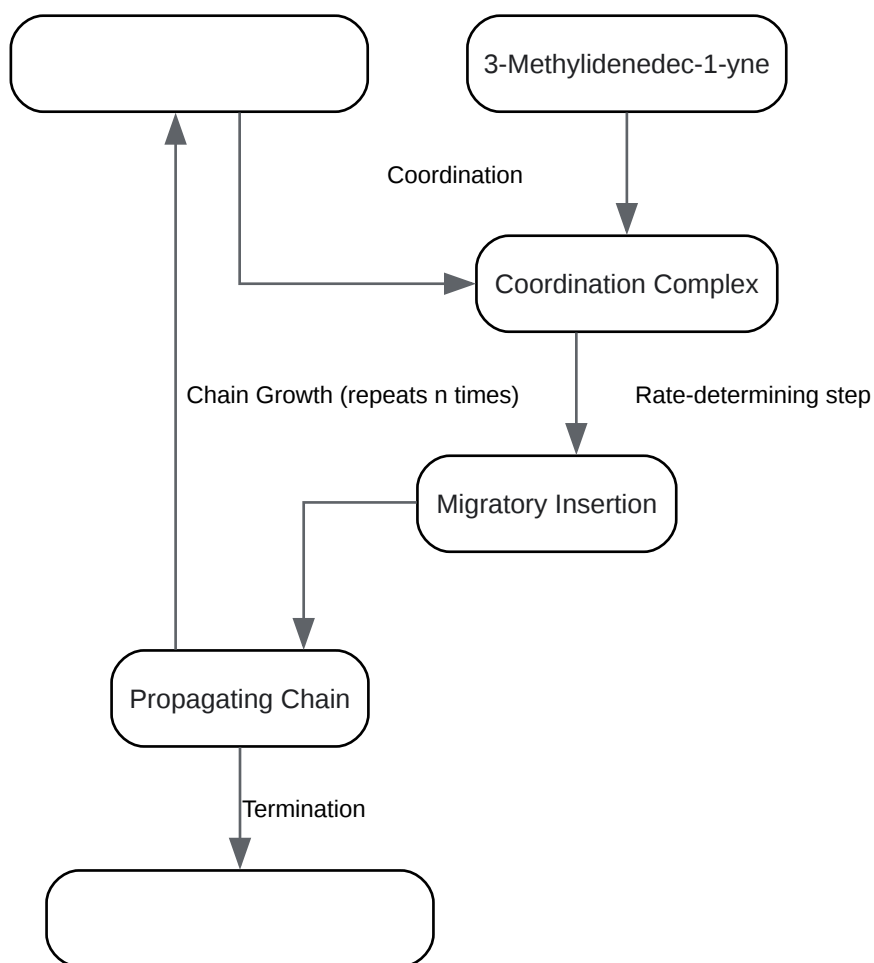 3-Methylidenedec-1-yne
Coordination
Coordination Complex
Chain Growth (repeats n times)
Rate-determining step
Migratory Insertion
Propagating Chain
Termination